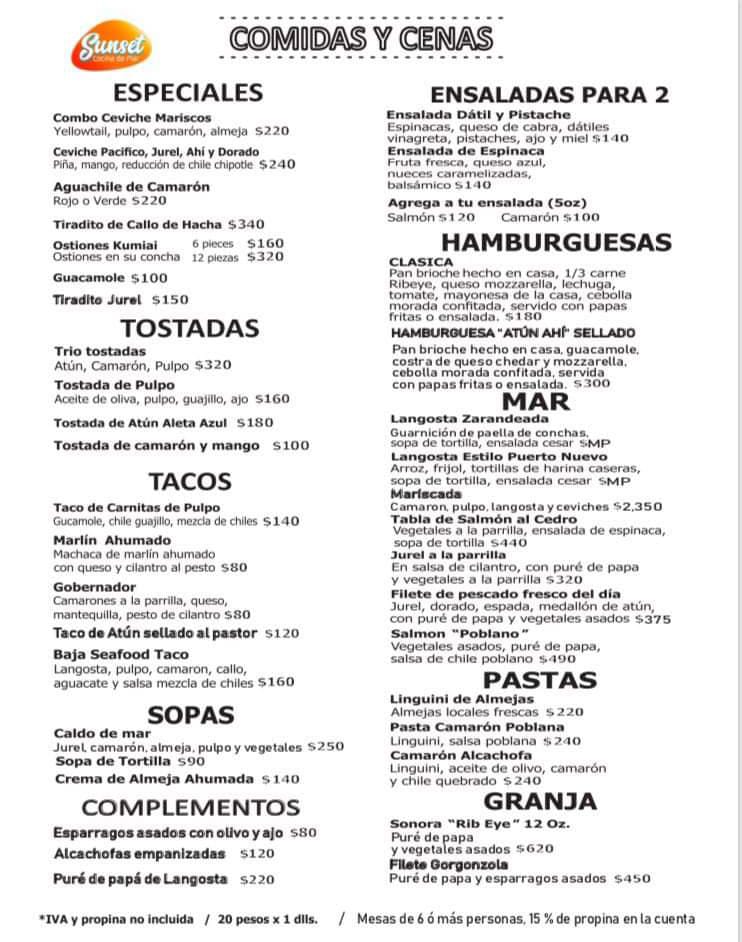 Sunset
Cocina de Mar
COMIDAS Y CENAS
ESPECIALES
Combo Ceviche Mariscos
Yellowtail, pulpo, camarón, almeja $220
Ceviche Pacifico, Jurel, Ahí y Dorado
Piña, mango, reducción de chile chipotle $240
Aguachile de Camarón
Rojo o Verde $220
Tiradito de Callo de Hacha $340
Ostiones Kumiai 6 pieces $160
Ostiones en su concha 12 piezas $320
Guacamole $100
Tiradito Jurel $150
TOSTADAS
Trio tostadas
Atún, Camarón, Pulpo $320
Tostada de Pulpo
Aceite de oliva, pulpo, guajillo, ajo $160
Tostada de Atún Aleta Azul $180
Tostada de camarón y mango $100
TACOS
Taco de Carnitas de Pulpo
Gucamole, chile guajillo, mezcla de chiles $140
Marlín Ahumado
Machaca de marlín ahumado
con queso y cilantro al pesto $80
Gobernador
Camarones a la parrilla, queso,
mantequilla, pesto de cilantro $80
Taco de Atún sellado al pastor $120
Baja Seafood Taco
Langosta, pulpo, camaron, callo,
aguacate y salsa mezcla de chiles $160
SOPAS
Caldo de mar
Jurel, camarón, almeja, pulpo y vegetales $250
Sopa de Tortilla $90
Crema de Almeja Ahumada $140
COMPLEMENTOS
Esparragos asados con olivo y ajo $80
Alcachofas empanizadas $120
Puré de papá de Langosta $220
ENSALADAS PARA 2
Ensalada Dátil y Pistache
Espinacas, queso de cabra, dátiles
vinagreta, pistaches, ajo y miel $140
Ensalada de Espinaca
Fruta fresca, queso azul,
nueces caramelizadas,
balsámico $140
Agrega a tu ensalada (5oz)
Salmón $120 Camarón $100
HAMBURGUESAS
CLASICA
Pan brioche hecho en casa, 1/3 carne
Ribeye, queso mozzarella, lechuga,
tomate, mayonesa de la casa, cebolla
morada confitada, servido con papas
fritas o ensalada. $180
HAMBURGUESA "ATÚN AHÍ" SELLADO
Pan brioche hecho en casa, guacamole,
costra de queso chedar y mozzarella,
cebolla morada confitada, servida
con papas fritas o ensalada. $300
MAR
Langosta Zarandeada
Guarnición de paella de conchas,
sopa de tortilla, ensalada cesar $MP
Langosta Estilo Puerto Nuevo
Arroz, frijol, tortillas de harina caseras,
sopa de tortilla, ensalada cesar $MP
Mariscada
Camaron, pulpo, langosta y ceviches $2,350
Tabla de Salmón al Cedro
Vegetales a la parrilla, ensalada de espinaca,
sopa de tortilla $440
Jurel a la parrilla
En salsa de cilantro, con puré de papa
y vegetales a la parrilla $320
Filete de pescado fresco del día
Jurel, dorado, espada, medallón de atún,
con puré de papa y vegetales asados $375
Salmon "Poblano"
Vegetales asados, puré de papa,
salsa de chile poblano $490
PASTAS
Linguini de Almejas
Almejas locales frescas $220
Pasta Camarón Poblana
Linguini, salsa poblana $240
Camarón Alcachofa
Linguini, aceite de olivo, camarón
y chile quebrado $240
GRANJA
Sonora "Rib Eye" 12 Oz.
Puré de papa
y vegetales asados $620
Filete Gorgonzola
Puré de papa y esparragos asados $450
*IVA y propina no incluida / 20 pesos x 1 dlls. / Mesas de 6 ó más personas, 15 % de propina en la cuenta